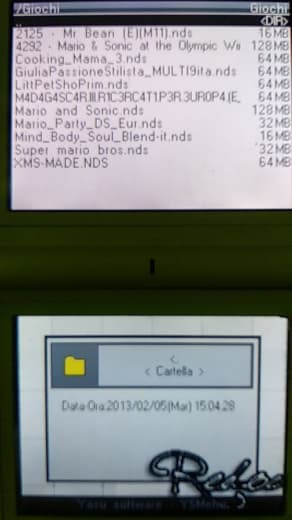 /Giochi Giochi
.. <DIR>
2125 - Mr. Bean (E)(M11).nds 16MB
4292 - Mario & Sonic at the Olympic Wi 128MB
Cooking_Mama_3.nds 64MB
GiuliaPassioneStilista_MULTI9ita.nds 64MB
LittPetShoPrim.nds 64MB
64MB
Mario and Sonic.nds 128MB
Mario_Party_DS_Eur.nds 32MB
Mind_Body_Soul_Blend-it.nds 16MB
Super mario bros.nds 32MB
XMS-MADE.NDS 64MB
< Cartella >
Data-Ora:2013/02/05(Mar) 15:04:28